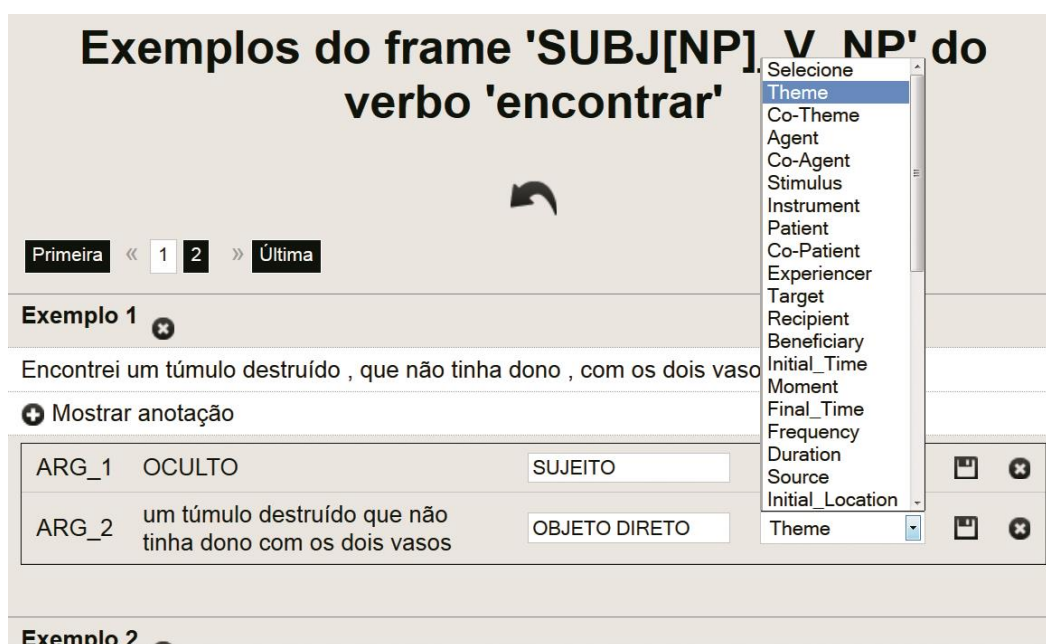 Exemplos do frame 'SUBJ[NP]_V_NP' do
verbo 'encontrar'
Selecione
Theme
Co-Theme
Agent
Co-Agent
Stimulus
Instrument
Patient
Co-Patient
Experiencer
Target
Recipient
Beneficiary
Initial_Time
Moment
Final_Time
Frequency
Duration
Source
Initial_Location
Primeira « 1 2 » Última
Exemplo 1
Encontrei um túmulo destruído , que não tinha dono , com os dois vaso
Mostrar anotação
ARG_1 OCULTO SUJEITO
ARG_2 um túmulo destruído que não
tinha dono com os dois vasos OBJETO DIRETO Theme
Exemplo 2